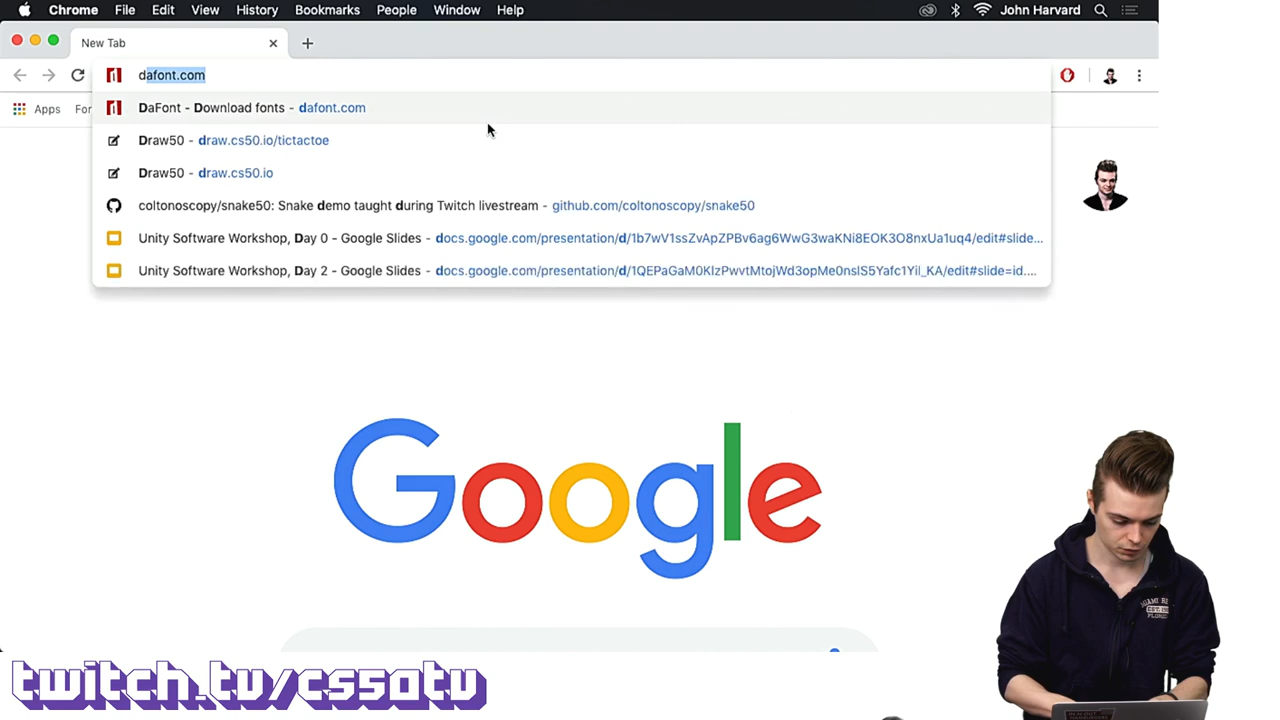 Chrome File Edit View History Bookmarks People Window Help John Harvard
New Tab
dafont.com
Apps For
DaFont - Download fonts - dafont.com
Draw50 - draw.cs50.io/tictactoe
Draw50 - draw.cs50.io
coltonoscopy/snake50: Snake demo taught during Twitch livestream - github.com/coltonoscopy/snake50
Unity Software Workshop, Day 0 - Google Slides - docs.google.com/presentation/d/1b7wV1ssZvApZPBv6ag6WwG3waKNi8EOK3O8nxUa1uq4/edit#slide...
Unity Software Workshop, Day 2 - Google Slides - docs.google.com/presentation/d/1QEPaGaM0KlzPwvtMtojWd3opMe0nslS5Yafc1Yil_KA/edit#slide=id....
Google
twitch.tv/cs50tv